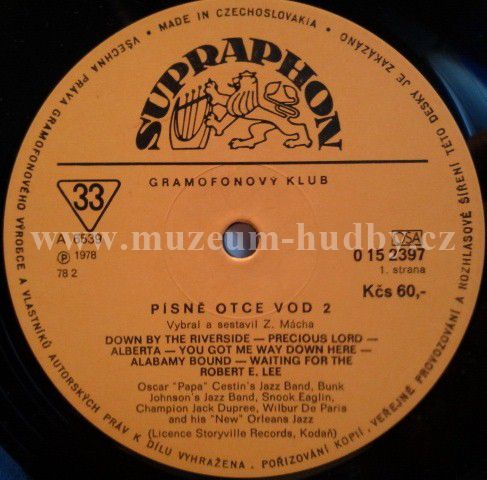 MADE IN CZECHOSLOVAKIA • VŠECHNA PRÁVA GRAMOFONOVÉHO VÝROBCE A VLASTNÍKŮ AUTORSKÝCH PRÁV K DÍLU VYHRAŽENA. POŘIZOVÁNÍ KOPIÍ, VEŘEJNÉ PROVOZOVÁNÍ A ROZHLASOVÉ ŠÍŘENÍ TÉTO DESKY JE ZAKÁZÁNO
SUPRAPHON
GRAMOFONOVÝ KLUB
33
www.muzeum-hudby.cz
A 6539
OSA
℗ 1978
0 15 2397
78 2
1. strana
Kčs 60,-
PÍSNĚ OTCE VOD 2
Vybral a sestavil Z. Mácha
DOWN BY THE RIVERSIDE — PRECIOUS LORD —
ALBERTA — YOU GOT ME WAY DOWN HERE —
ALABAMY BOUND — WAITING FOR THE
ROBERT E. LEE
Oscar "Papa" Cestin's Jazz Band, Bunk
Johnson's Jazz Band, Snook Eaglin,
Champion Jack Dupree, Wilbur De Paris
and his "New" Orleans Jazz
(Licence Storyville Records, Kodaň)